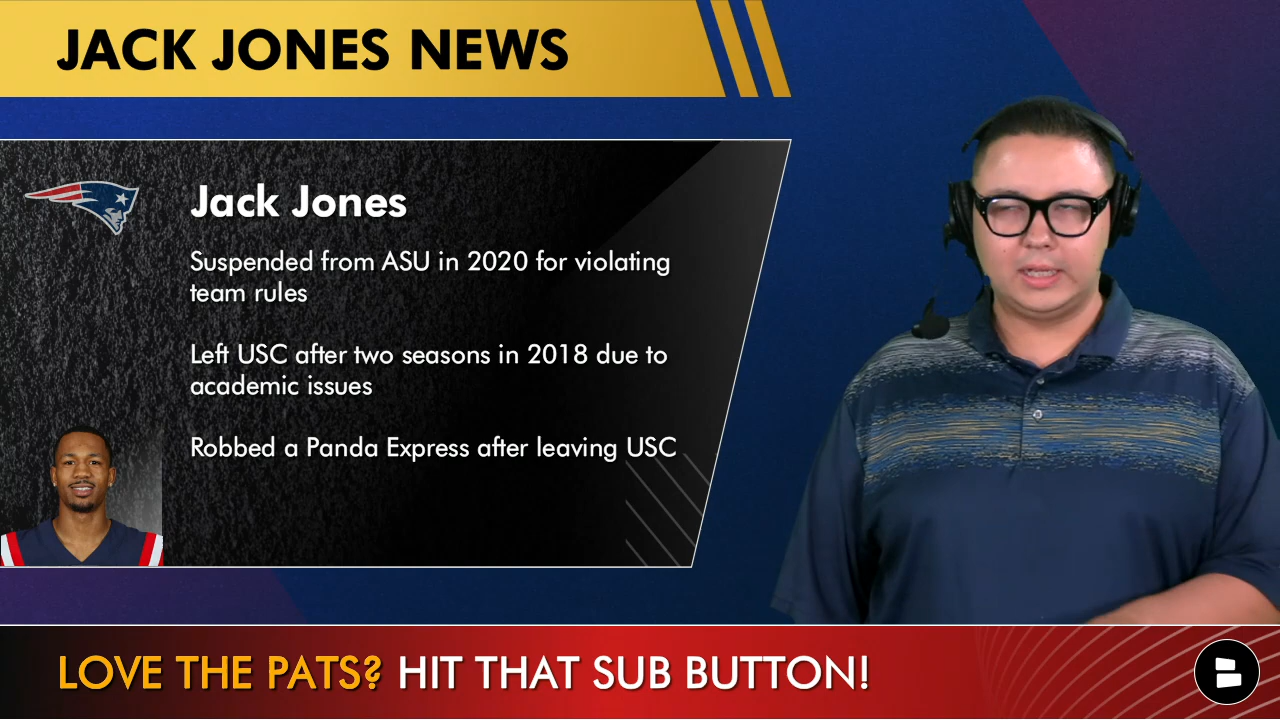 JACK JONES NEWS
Jack Jones
Suspended from ASU in 2020 for violating
team rules
Left USC after two seasons in 2018 due to
academic issues
Robbed a Panda Express after leaving USC
LOVE THE PATS? HIT THAT SUB BUTTON!